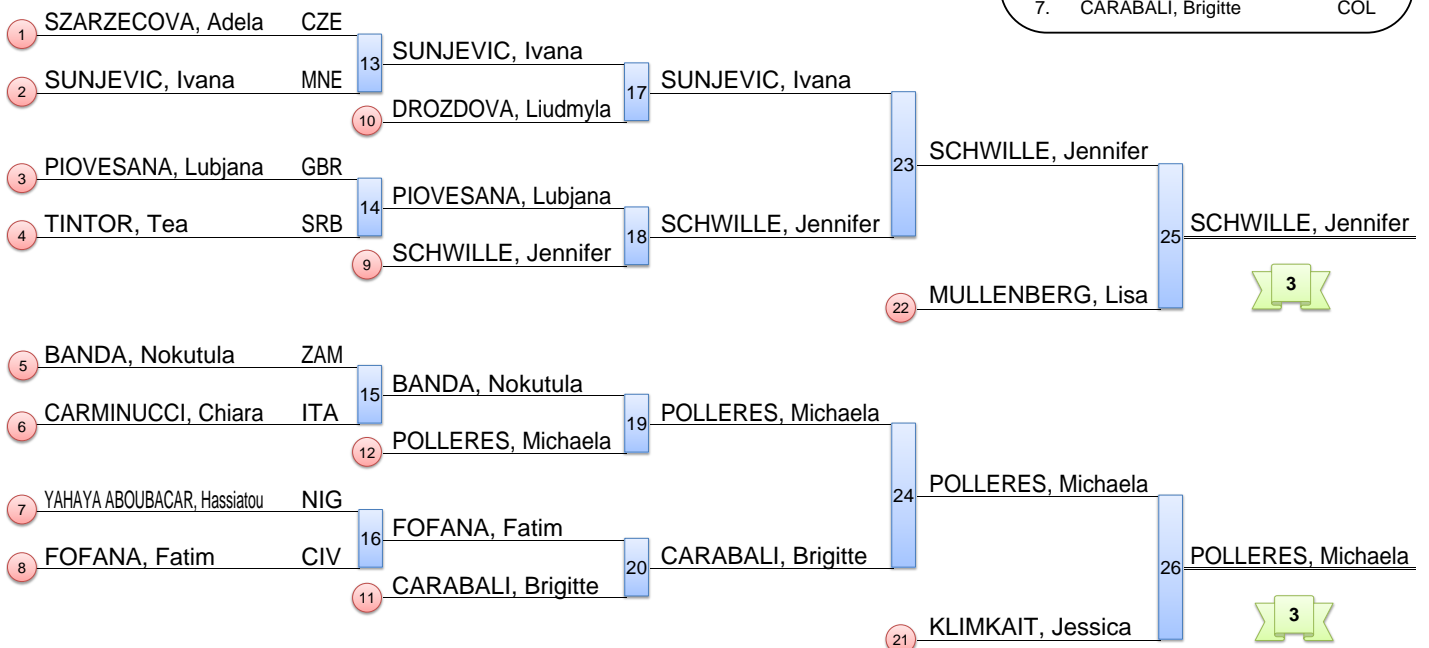 7. CARABALI, Brigitte COL
1 SZARZECOVA, Adela CZE
13 SUNJEVIC, Ivana
2 SUNJEVIC, Ivana MNE
17 SUNJEVIC, Ivana
10 DROZDOVA, Liudmyla
23 SCHWILLE, Jennifer
3 PIOVESANA, Lubjana GBR
14 PIOVESANA, Lubjana
4 TINTOR, Tea SRB
18 SCHWILLE, Jennifer
9 SCHWILLE, Jennifer
25 SCHWILLE, Jennifer
3
22 MULLENBERG, Lisa
5 BANDA, Nokutula ZAM
15 BANDA, Nokutula
6 CARMINUCCI, Chiara ITA
19 POLLERES, Michaela
12 POLLERES, Michaela
24 POLLERES, Michaela
7 YAHAYA ABOUBACAR, Hassiatou NIG
16 FOFANA, Fatim
8 FOFANA, Fatim CIV
20 CARABALI, Brigitte
11 CARABALI, Brigitte
26 POLLERES, Michaela
3
21 KLIMKAIT, Jessica